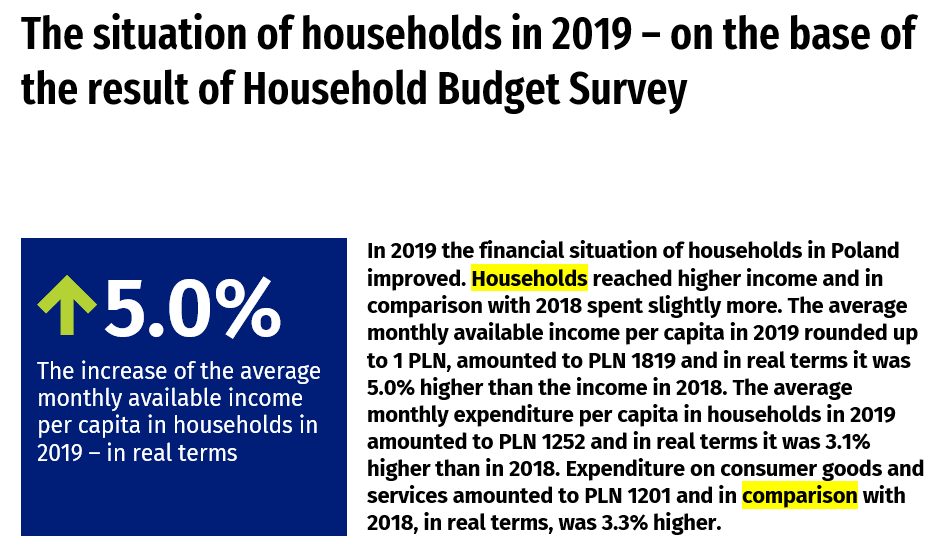 The situation of households in 2019 – on the base of
the result of Household Budget Survey
5.0%
The increase of the average
monthly available income
per capita in households in
2019 – in real terms
In 2019 the financial situation of households in Poland
improved. Households reached higher income and in
comparison with 2018 spent slightly more. The average
monthly available income per capita in 2019 rounded up
to 1 PLN, amounted to PLN 1819 and in real terms it was
5.0% higher than the income in 2018. The average
monthly expenditure per capita in households in 2019
amounted to PLN 1252 and in real terms it was 3.1%
higher than in 2018. Expenditure on consumer goods and
services amounted to PLN 1201 and in comparison with
2018, in real terms, was 3.3% higher.